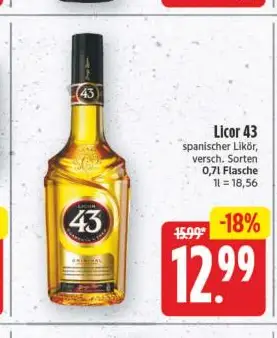 43
LICOR
43
ORIGINAL
Licor 43
spanischer Likör,
versch. Sorten
0,7l Flasche
1l = 18,56
-18%
15.99*
12.99